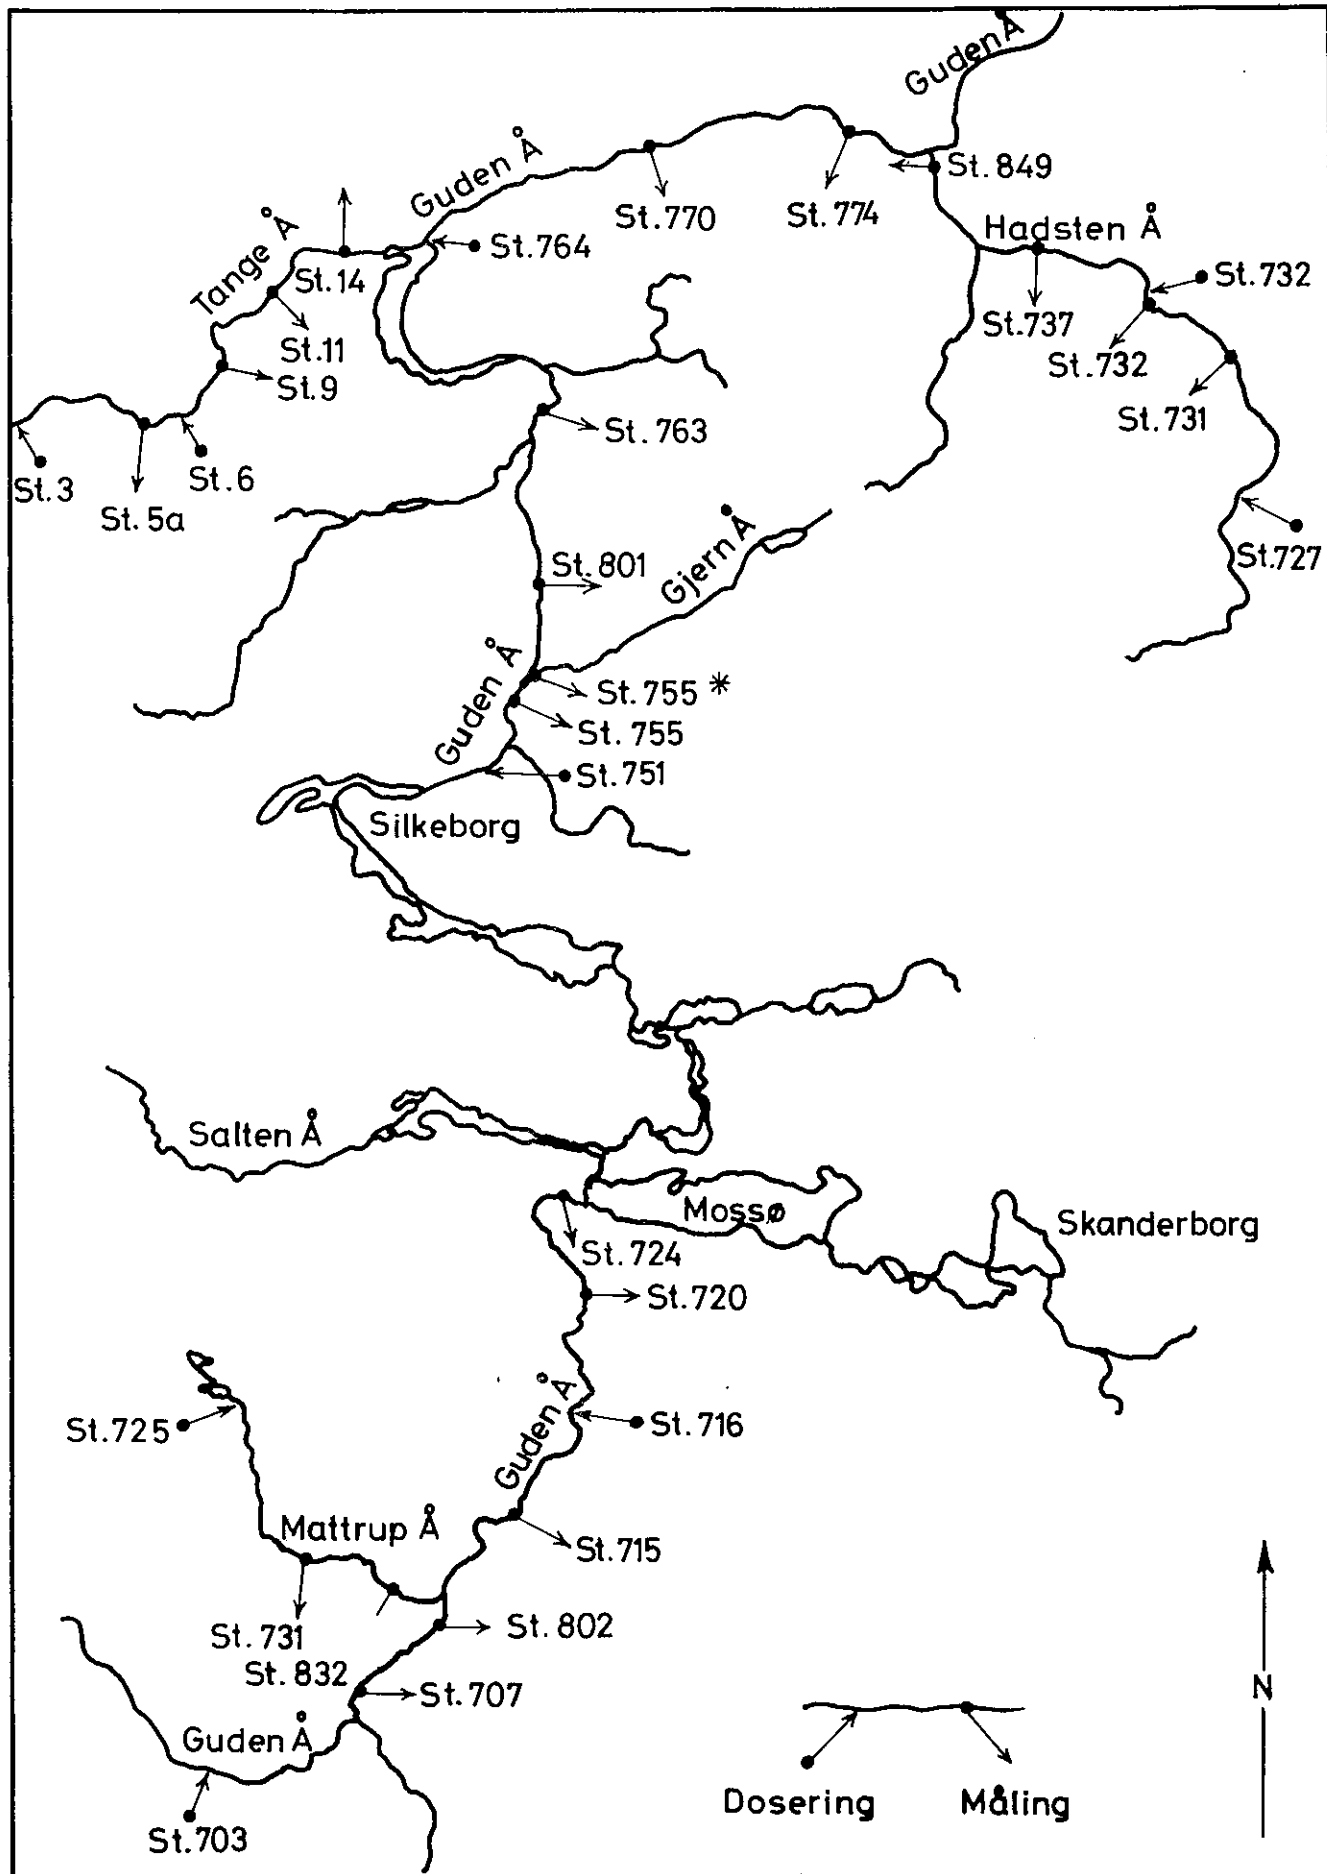 Guden Å
Guden Å
St. 849
St. 770
St. 774
Hadsten Å
Tange Å
St. 764
St. 14
St. 732
St. 11
St. 737
St. 732
St. 9
St. 731
St. 763
St. 3
St. 6
St. 5a
St. 727
St. 801
Gjern Å
Guden Å
St. 755 *
St. 755
St. 751
Silkeborg
Salten Å
Mossø
Skanderborg
St. 724
St. 720
Guden Å
St. 725
St. 716
Mattrup Å
St. 715
St. 731
St. 802
St. 832
St. 707
Guden Å
N
St. 703
Dosering
Måling